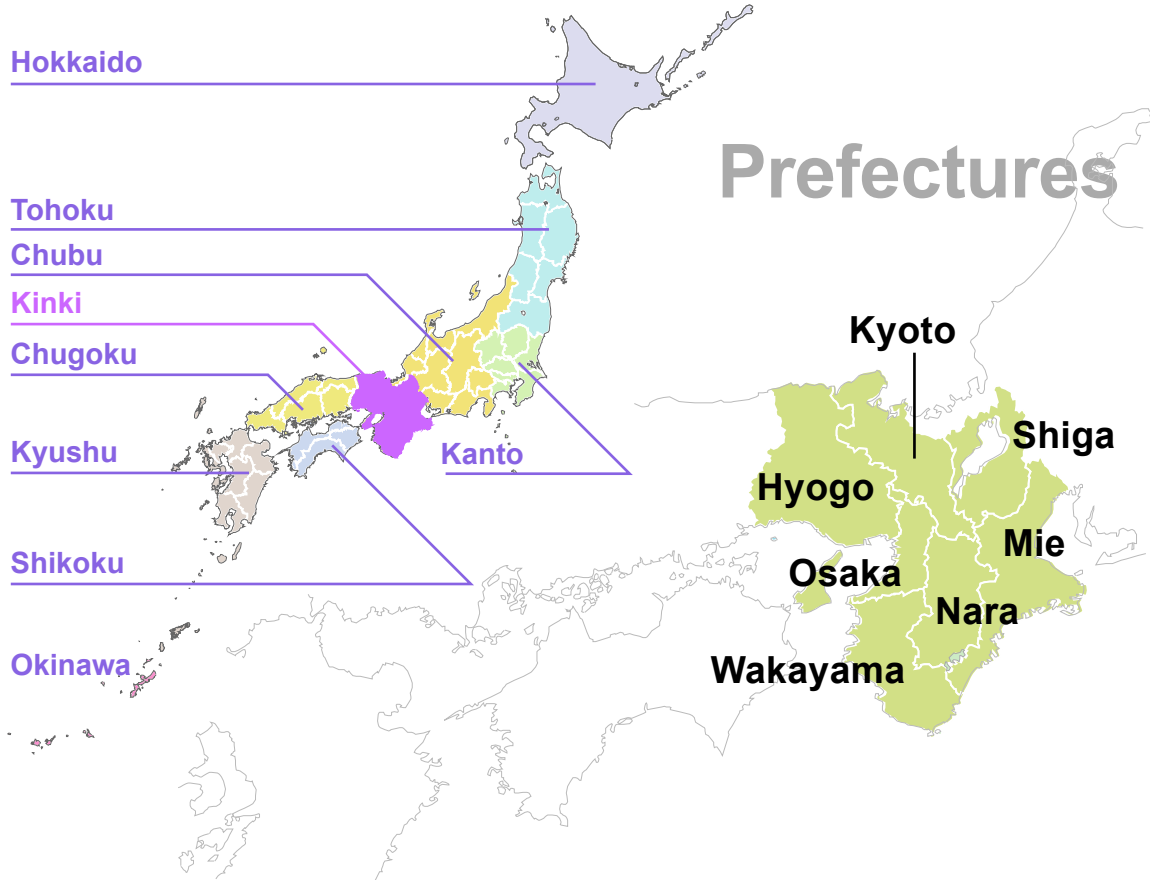 Hokkaido
Prefectures
Tohoku
Chubu
Kinki
Kyoto
Chugoku
Shiga
Kyushu
Kanto
Hyogo
Mie
Shikoku
Osaka
Nara
Okinawa
Wakayama